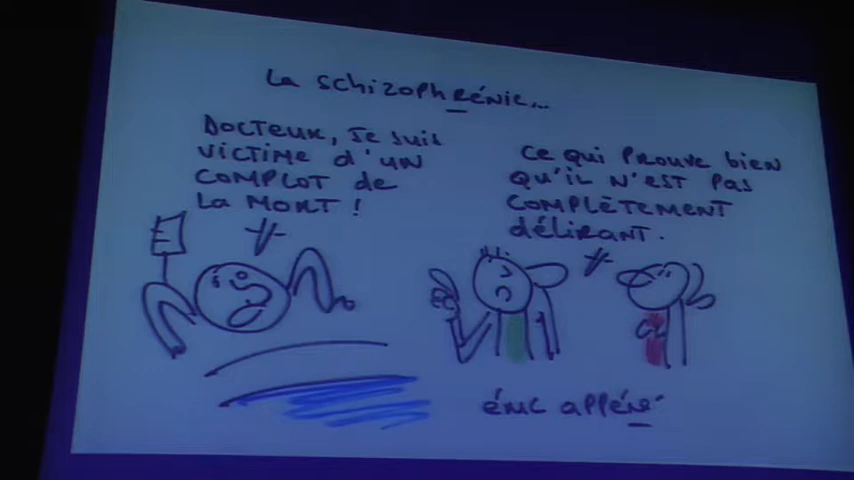 La schizophrénie...
Docteur, Je suis
victime d'un
complot de
la mort !
Ce qui prouve bien
qu'il n'est pas
complètement
délirant.
éric appéré